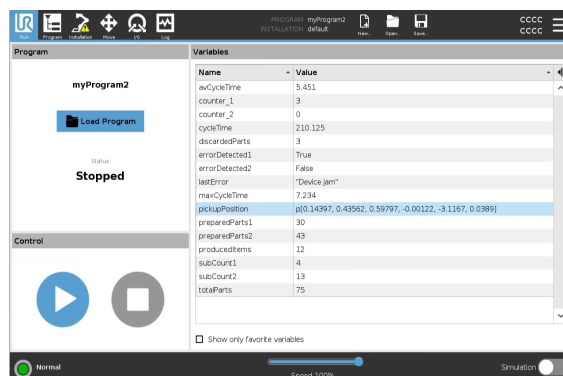 UR
Run
Program
Installation
Move
I/O
Log
PROGRAM myProgram2
INSTALLATION default
New...
Open...
Save...
CCCC
CCCC
Program
myProgram2
Load Program
Status
Stopped
Control
Variables
Name Value
avCycleTime 5.451
counter_1 3
counter_2 0
cycleTime 210.125
discardedParts 3
errorDetected1 True
errorDetected2 False
lastError "Device jam"
maxCycleTime 7.234
pickupPosition p[0.14397, 0.43562, 0.59797, -0.00122, -3.1167, 0.0389]
preparedParts1 30
preparedParts2 43
producedItems 12
subCount1 4
subCount2 13
totalParts 75
Show only favorite variables
Normal
Speed 100%
Simulation